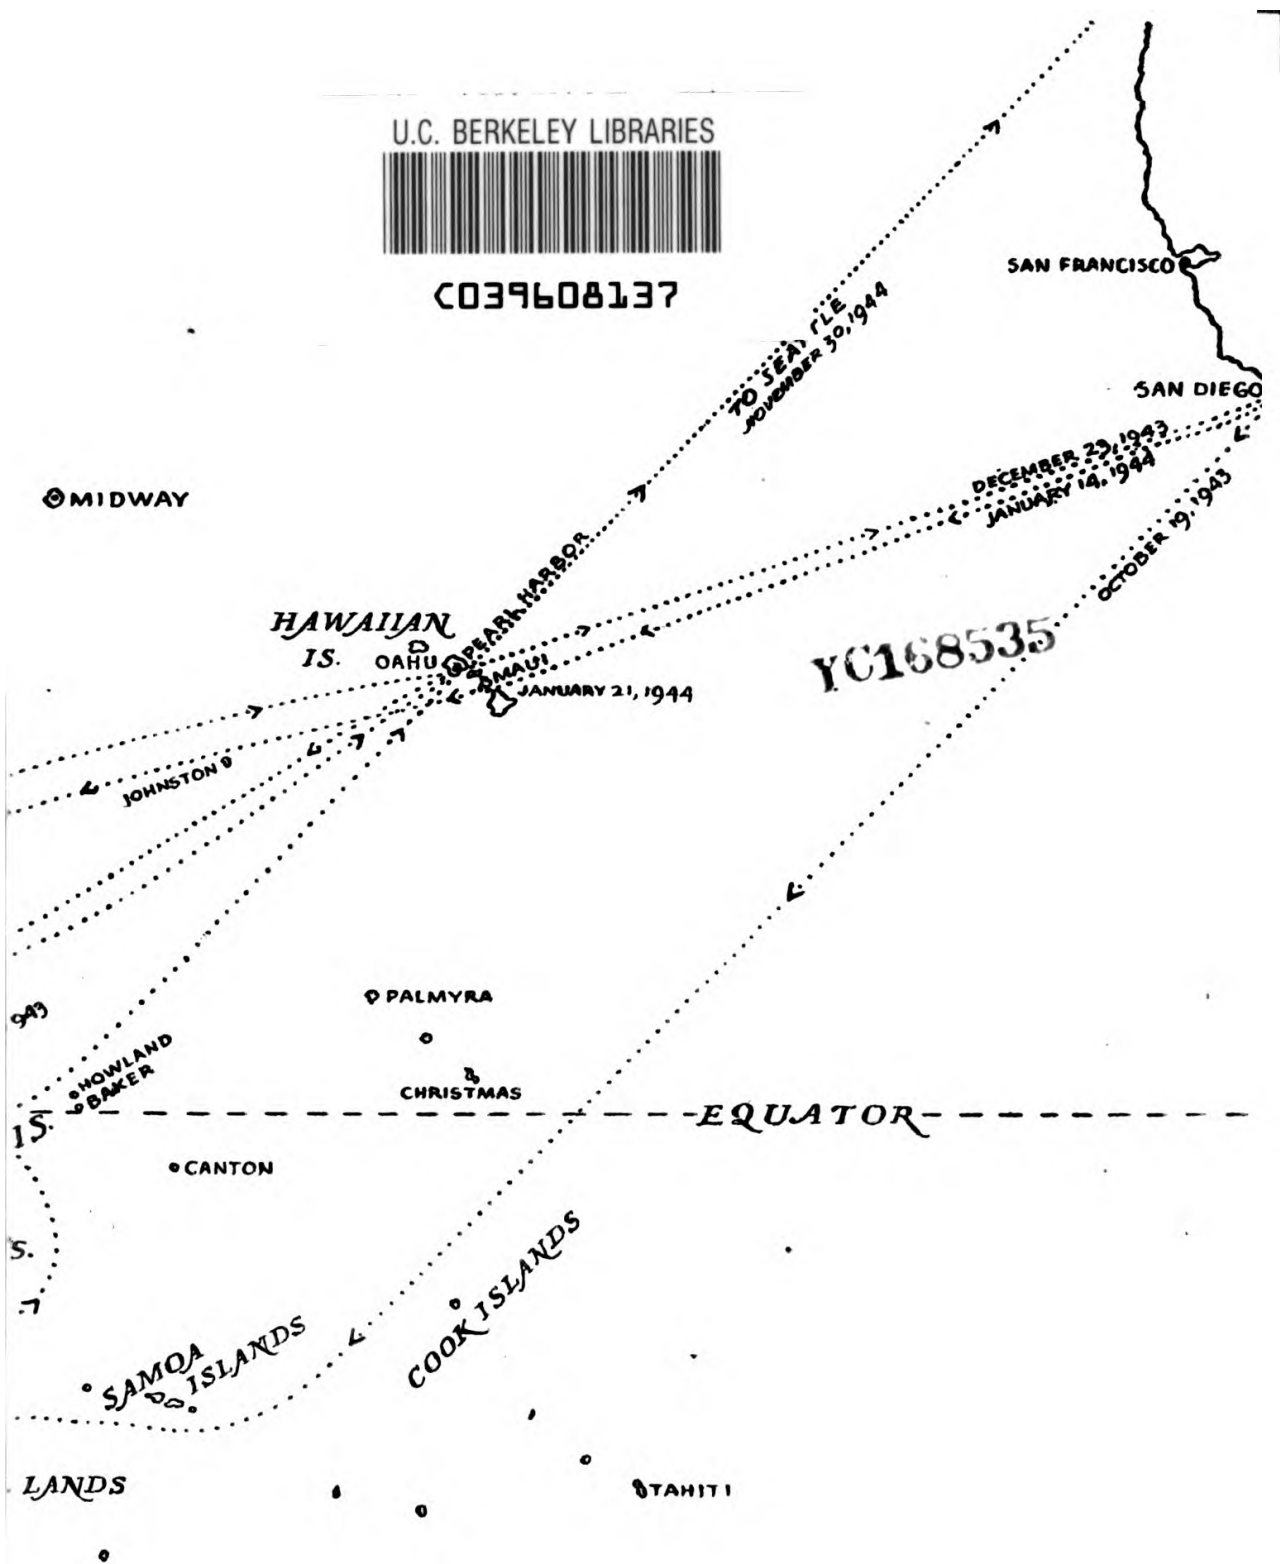 U.C. BERKELEY LIBRARIES
C039608137
SAN FRANCISCO
TO SEATTLE
NOVEMBER 30, 1944
SAN DIEGO
DECEMBER 23, 1943
JANUARY 14, 1944
OCTOBER 19, 1943
MIDWAY
PEARL HARBOR
HAWAIIAN
IS.
OAHU
MAUI
JANUARY 21, 1944
YC168535
JOHNSTON
PALMYRA
943
HOWLAND
BAKER
CHRISTMAS
EQUATOR
IS.
CANTON
S.
COOK ISLANDS
SAMOA
ISLANDS
LANDS
TAHITI